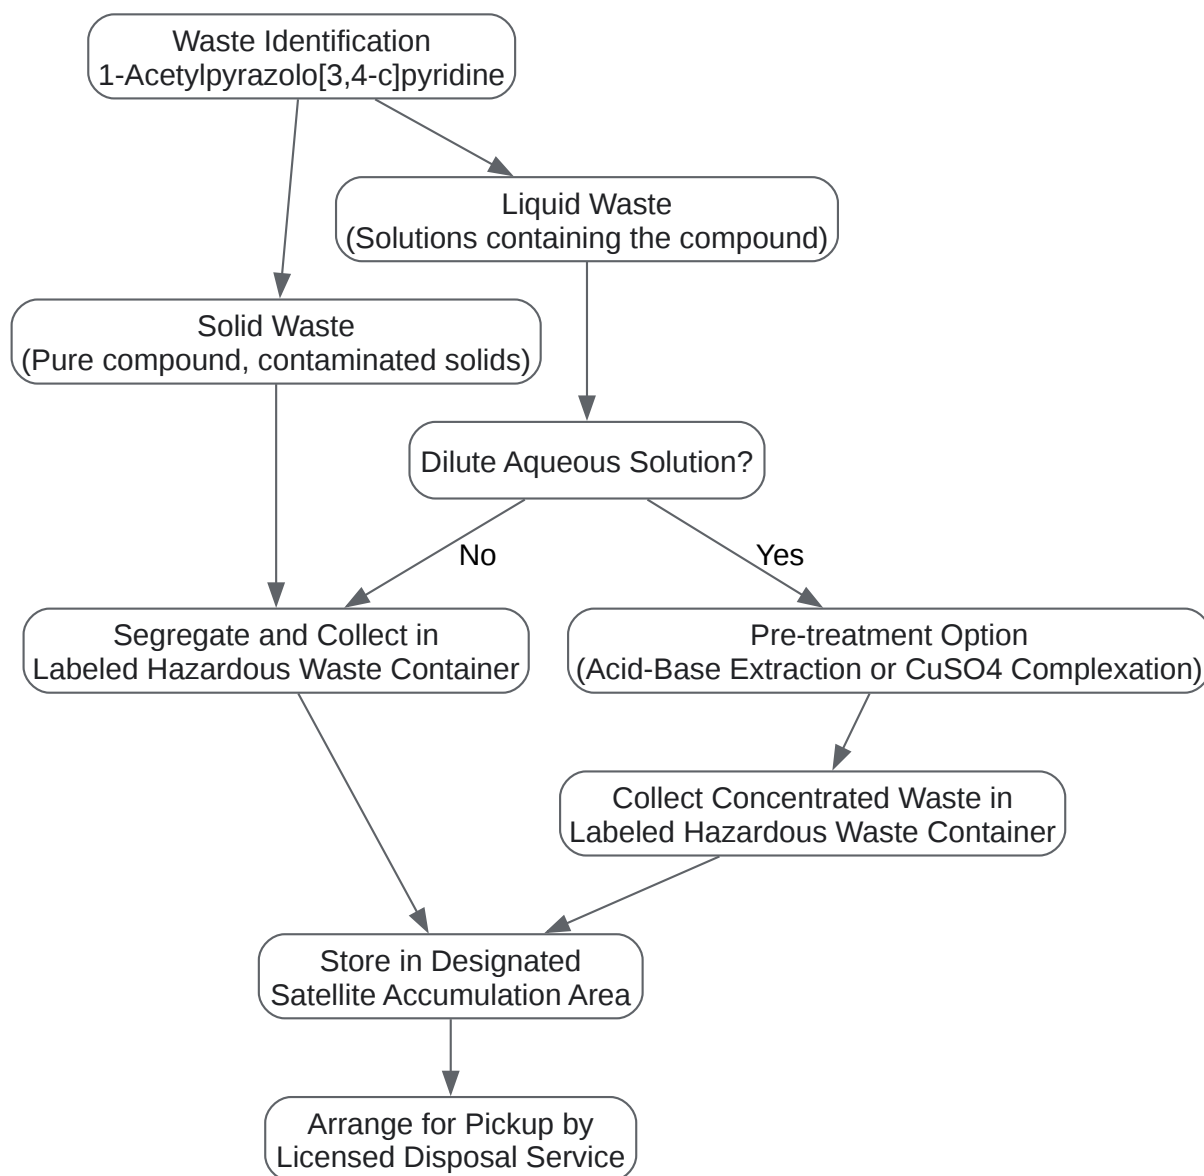 Waste Identification
1-Acetylpyrazolo[3,4-c]pyridine
Liquid Waste
(Solutions containing the compound)
Solid Waste
(Pure compound, contaminated solids)
Dilute Aqueous Solution?
No
Yes
Segregate and Collect in
Labeled Hazardous Waste Container
Pre-treatment Option
(Acid-Base Extraction or CuSO4 Complexation)
Collect Concentrated Waste in
Labeled Hazardous Waste Container
Store in Designated
Satellite Accumulation Area
Arrange for Pickup by
Licensed Disposal Service